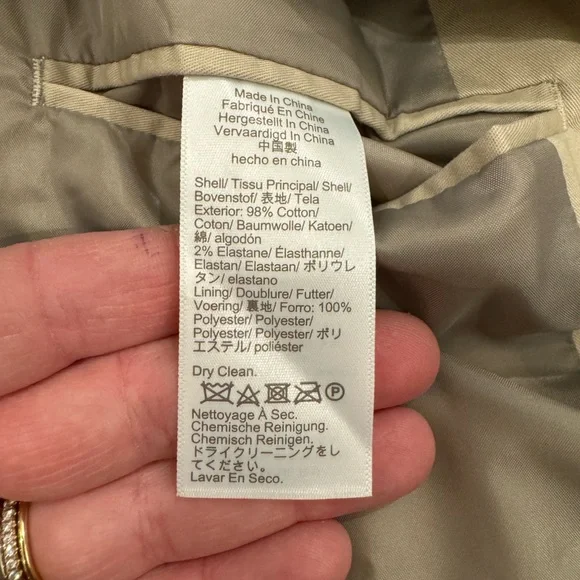 Made In China
Fabriqué En Chine
Hergestellt In China
Vervaardigd In China
中国製
hecho en china
Shell/ Tissu Principal/ Shell/
Bovenstof/ 表地/ Tela
Exterior: 98% Cotton/
Coton/ Baumwolle/ Katoen/
綿/ algodón
2% Elastane/ Élasthanne/
Elastan/ Elastaan/ ポリウレ
タン/ elastano
Lining/ Doublure/ Futter/
Voering/ 裏地/ Forro: 100%
Polyester/ Polyester/
Polyester/ Polyester/ ポリ
エステル/ poliéster
Dry Clean.
P
Nettoyage À Sec.
Chemische Reinigung.
Chemisch Reinigen.
ドライクリーニングをし
てください。
Lavar En Seco.